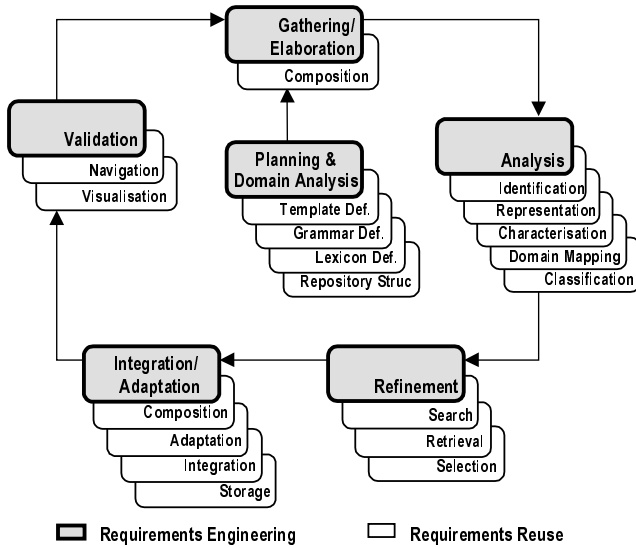 Gathering/
Elaboration
Composition
Validation
Navigation
Visualisation
Planning &
Domain Analysis
Template Def.
Grammar Def.
Lexicon Def.
Repository Struc
Analysis
Identification
Representation
Characterisation
Domain Mapping
Classification
Integration/
Adaptation
Composition
Adaptation
Integration
Storage
Refinement
Search
Retrieval
Selection
Requirements Engineering
Requirements Reuse